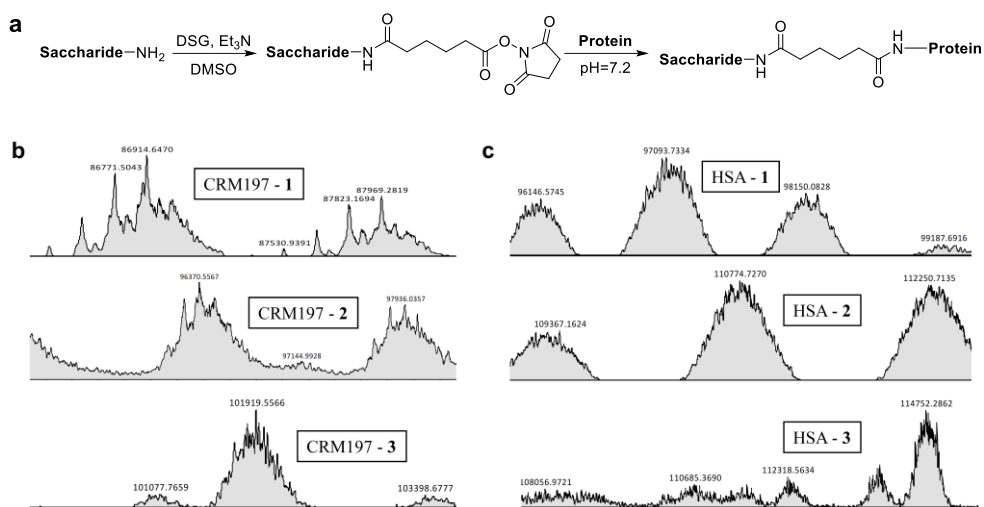 a
Saccharide—NH2
DSG, Et3N
DMSO
Saccharide—N
H
O
O
O
N
O
O
Protein
pH=7.2
Saccharide—N
H
O
O
H
N
Protein
b
86914.6470
86771.5043
CRM197 - 1
87969.2819
87823.1694
87530.9391
96370.5567
CRM197 - 2
97936.0357
97144.9928
101919.5566
CRM197 - 3
101077.7659
103398.6777
c
97093.7334
HSA - 1
96146.5745
98150.0828
99187.6916
110774.7270
112250.7135
HSA - 2
109367.1624
114752.2862
HSA - 3
112318.5634
108056.9721
110685.3690